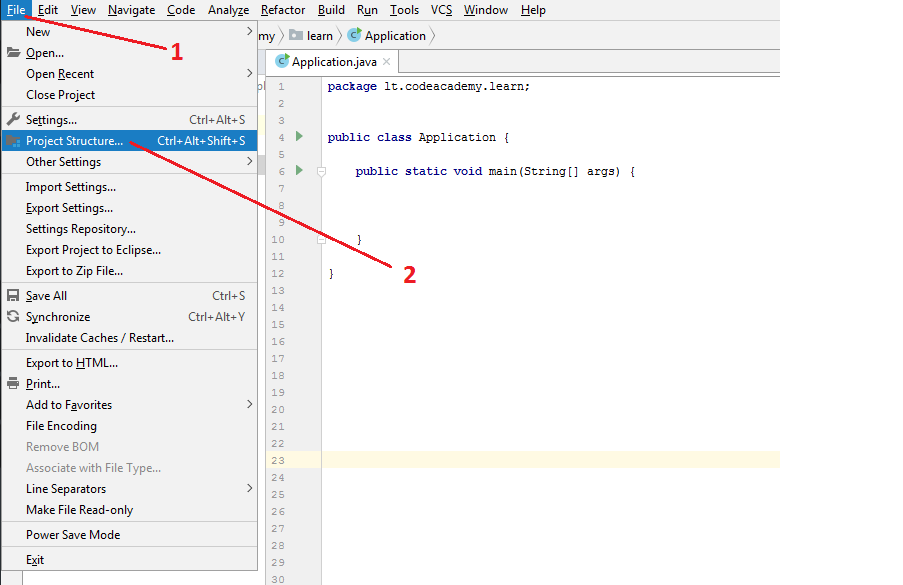 File Edit View Navigate Code Analyze Refactor Build Run Tools VCS Window Help
New
1
Open...
Open Recent
Close Project
Settings... Ctrl+Alt+S
Project Structure... Ctrl+Alt+Shift+S
Other Settings
Import Settings...
Export Settings...
Settings Repository...
Export Project to Eclipse...
Export to Zip File...
Save All Ctrl+S
Synchronize Ctrl+Alt+Y
Invalidate Caches / Restart...
Export to HTML...
Print...
Add to Favorites
File Encoding
Remove BOM
Associate with File Type...
Line Separators
Make File Read-only
Power Save Mode
Exit
my learn Application
Application.java
1 package lt.codeacademy.learn;
2
3
4 public class Application {
5
6 public static void main(String[] args) {
7
8
9
10 }
11
12 }
2
13
14
15
16
17
18
19
20
21
22
23
24
25
26
27
28
29
30